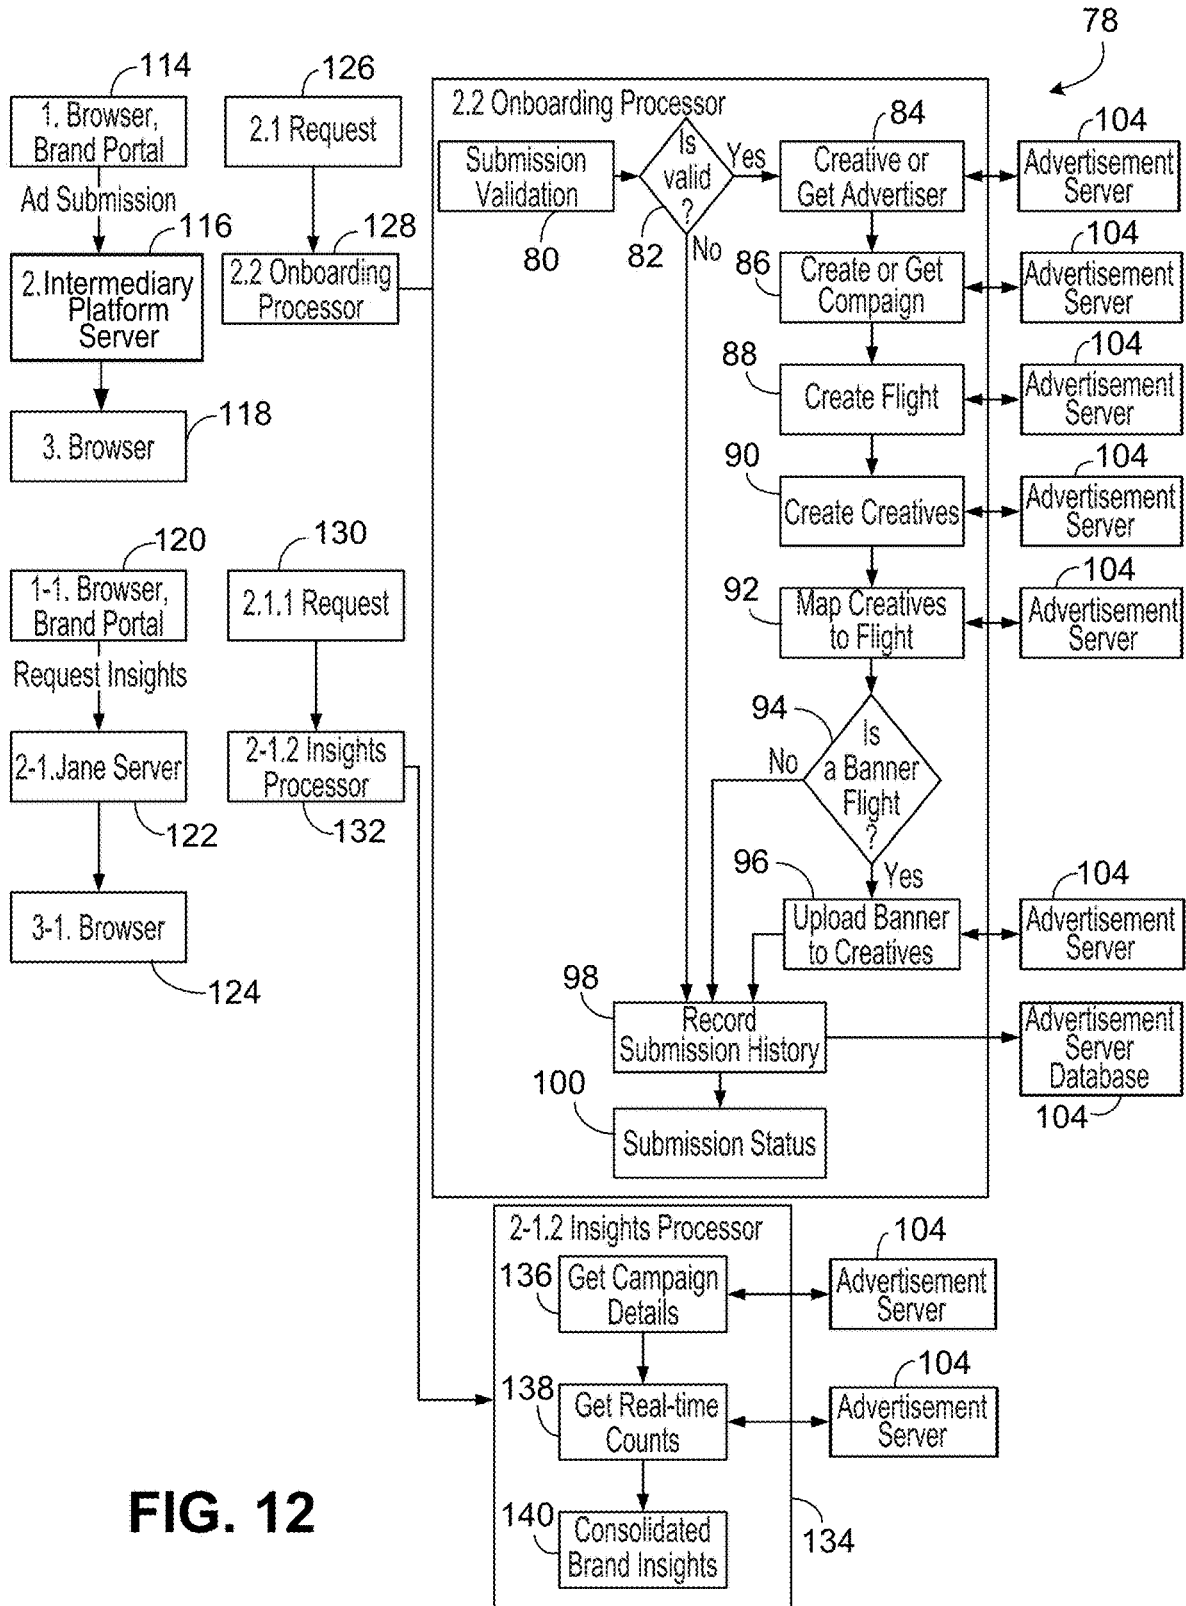 78
114
1. Browser,
Brand Portal
Ad Submission
116
2. Intermediary
Platform
Server
118
3. Browser
126
2.1 Request
128
2.2 Onboarding
Processor
120
1-1. Browser,
Brand Portal
Request Insights
2-1.Jane Server
122
3-1. Browser
124
130
2.1.1 Request
2-1.2 Insights
Processor
132
2.2 Onboarding Processor
Submission
Validation
80
Is
valid
?
82
Yes
No
84
Creative or
Get Advertiser
104
Advertisement
Server
86
Create or Get
Compaign
104
Advertisement
Server
88
Create Flight
104
Advertisement
Server
90
Create Creatives
104
Advertisement
Server
92
Map Creatives
to Flight
104
Advertisement
Server
94
Is
a Banner
Flight
?
No
Yes
96
Upload Banner
to Creatives
104
Advertisement
Server
98
Record
Submission History
Advertisement
Server
Database
104
100
Submission Status
2-1.2 Insights Processor
136
Get Campaign
Details
104
Advertisement
Server
138
Get Real-time
Counts
104
Advertisement
Server
140
Consolidated
Brand Insights
134
FIG. 12